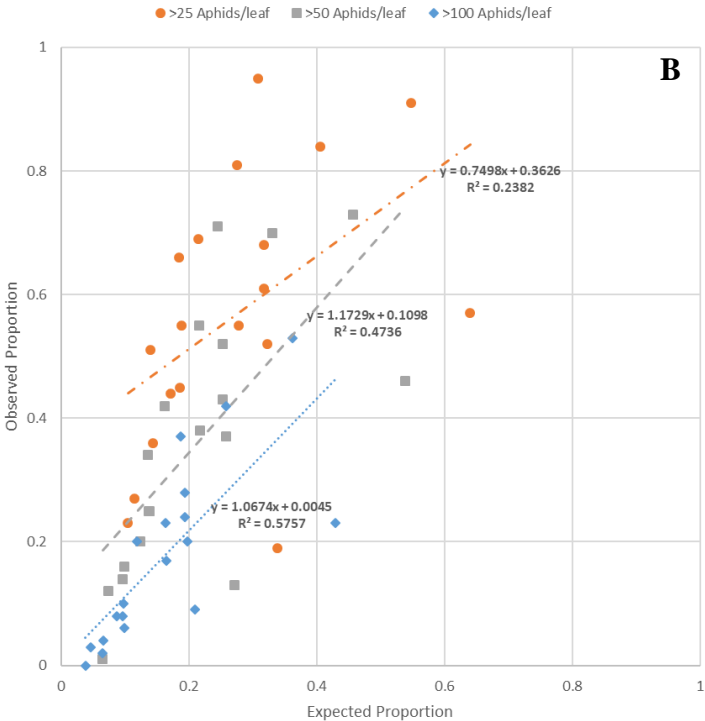 >25 Aphids/leaf >50 Aphids/leaf >100 Aphids/leaf
B
1
0.8
0.6
0.4
0.2
0
Observed Proportion
y = 0.7498x + 0.3626
R² = 0.2382
y = 1.1729x + 0.1098
R² = 0.4736
y = 1.0674x + 0.0045
R² = 0.5757
0 0.2 0.4 0.6 0.8 1
Expected Proportion